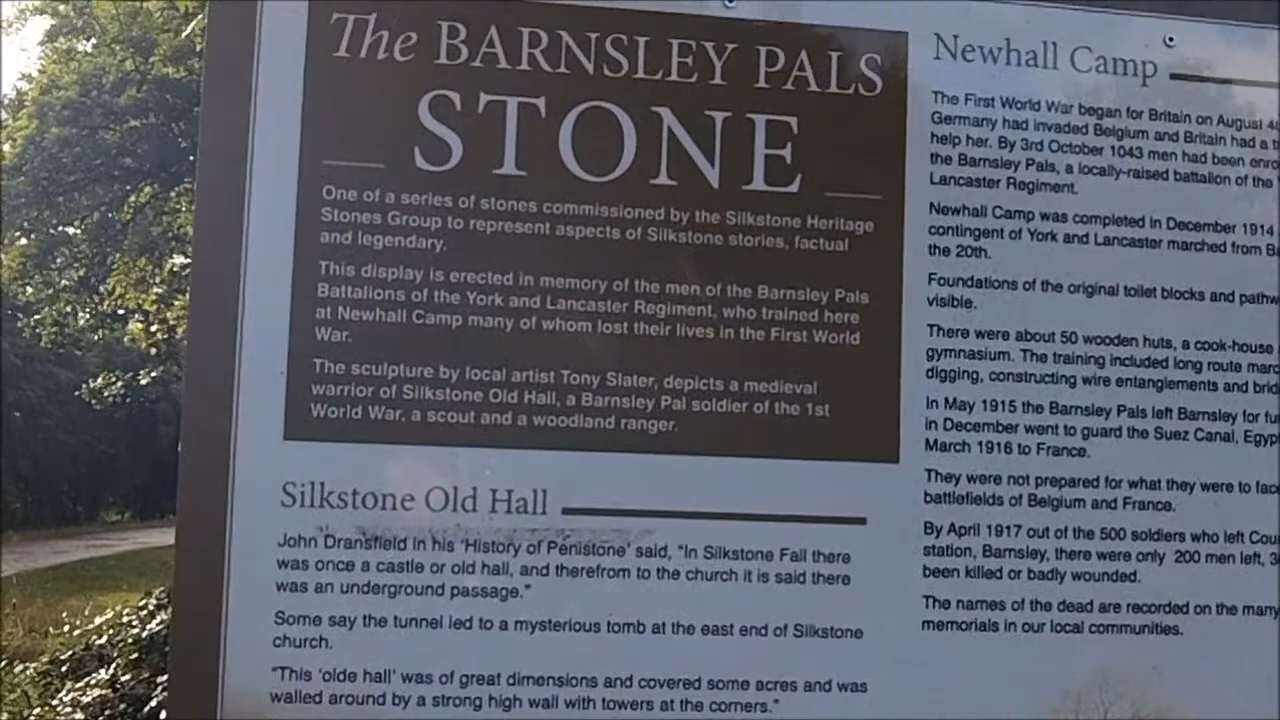 The BARNSLEY PALS
STONE
One of a series of stones commissioned by the Silkstone Heritage
Stones Group to represent aspects of Silkstone stories, factual
and legendary.
This display is erected in memory of the men of the Barnsley Pals
Battalions of the York and Lancaster Regiment, who trained here
at Newhall Camp many of whom lost their lives in the First World
War.
The sculpture by local artist Tony Slater, depicts a medieval
warrior of Silkstone Old Hall, a Barnsley Pal soldier of the 1st
World War, a scout and a woodland ranger.
Silkstone Old Hall
John Dransfield in his 'History of Penistone' said, "In Silkstone Fall there
was once a castle or old hall, and therefrom to the church it is said there
was an underground passage."
Some say the tunnel led to a mysterious tomb at the east end of Silkstone
church.
"This 'olde hall' was of great dimensions and covered some acres and was
walled around by a strong high wall with towers at the corners."
Newhall Camp
The First World War began for Britain on August
Germany had invaded Belgium and Britain had a
help her. By 3rd October 1043 men had been
the Barnsley Pals, a locally-raised battalion of the
Lancaster Regiment.
Newhall Camp was completed in December 1914
contingent of York and Lancaster marched from
the 20th.
Foundations of the original toilet blocks and
visible.
There were about 50 wooden huts, a cook-house
gymnasium. The training included long route
digging, constructing wire entanglements and
In May 1915 the Barnsley Pals left Barnsley for
in December went to guard the Suez Canal,
March 1916 to France.
They were not prepared for what they were to
battlefields of Belgium and France.
By April 1917 out of the 500 soldiers who left
station, Barnsley, there were only 200 men left,
been killed or badly wounded.
The names of the dead are recorded on the many
memorials in our local communities.